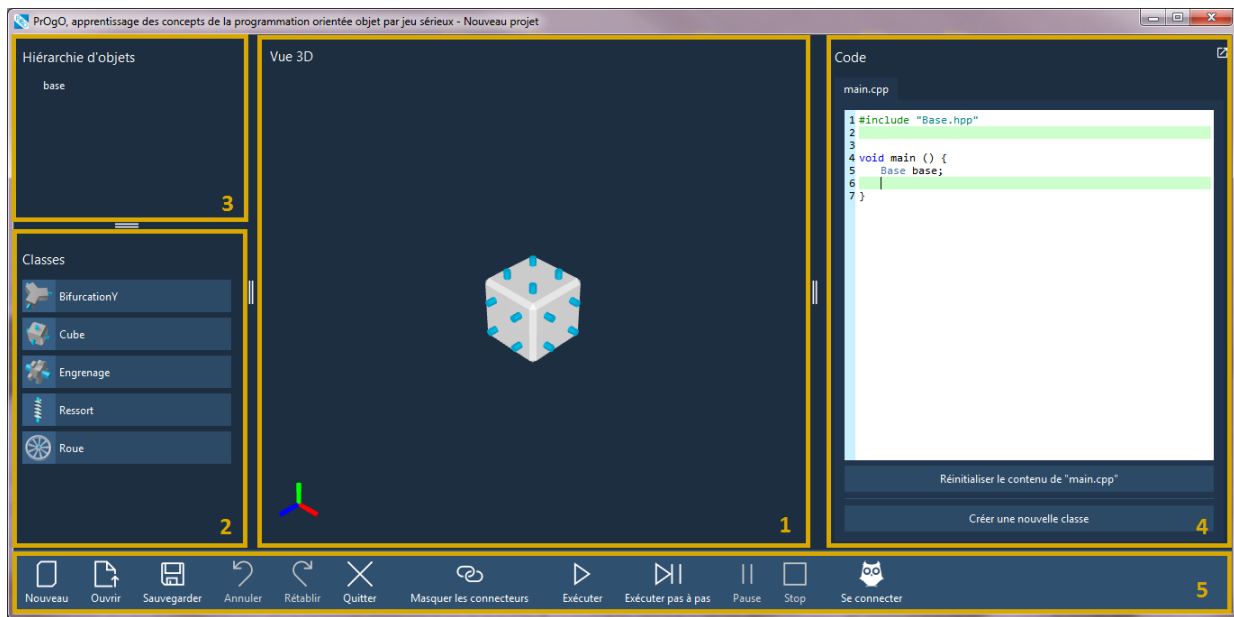 PrOgO, apprentissage des concepts de la programmation orientée objet par jeu sérieux - Nouveau projet
Hiérarchie d'objets
base
3
Classes
BifurcationY
Cube
Engrenage
Ressort
Roue
2
Vue 3D
1
Code
main.cpp
1 #include "Base.hpp"
2
3
4 void main () {
5 Base base;
6
7 }
Réinitialiser le contenu de "main.cpp"
Créer une nouvelle classe
4
Nouveau Ouvrir Sauvegarder Annuler Rétablir Quitter Masquer les connecteurs Exécuter Exécuter pas à pas Pause Stop Se connecter
5